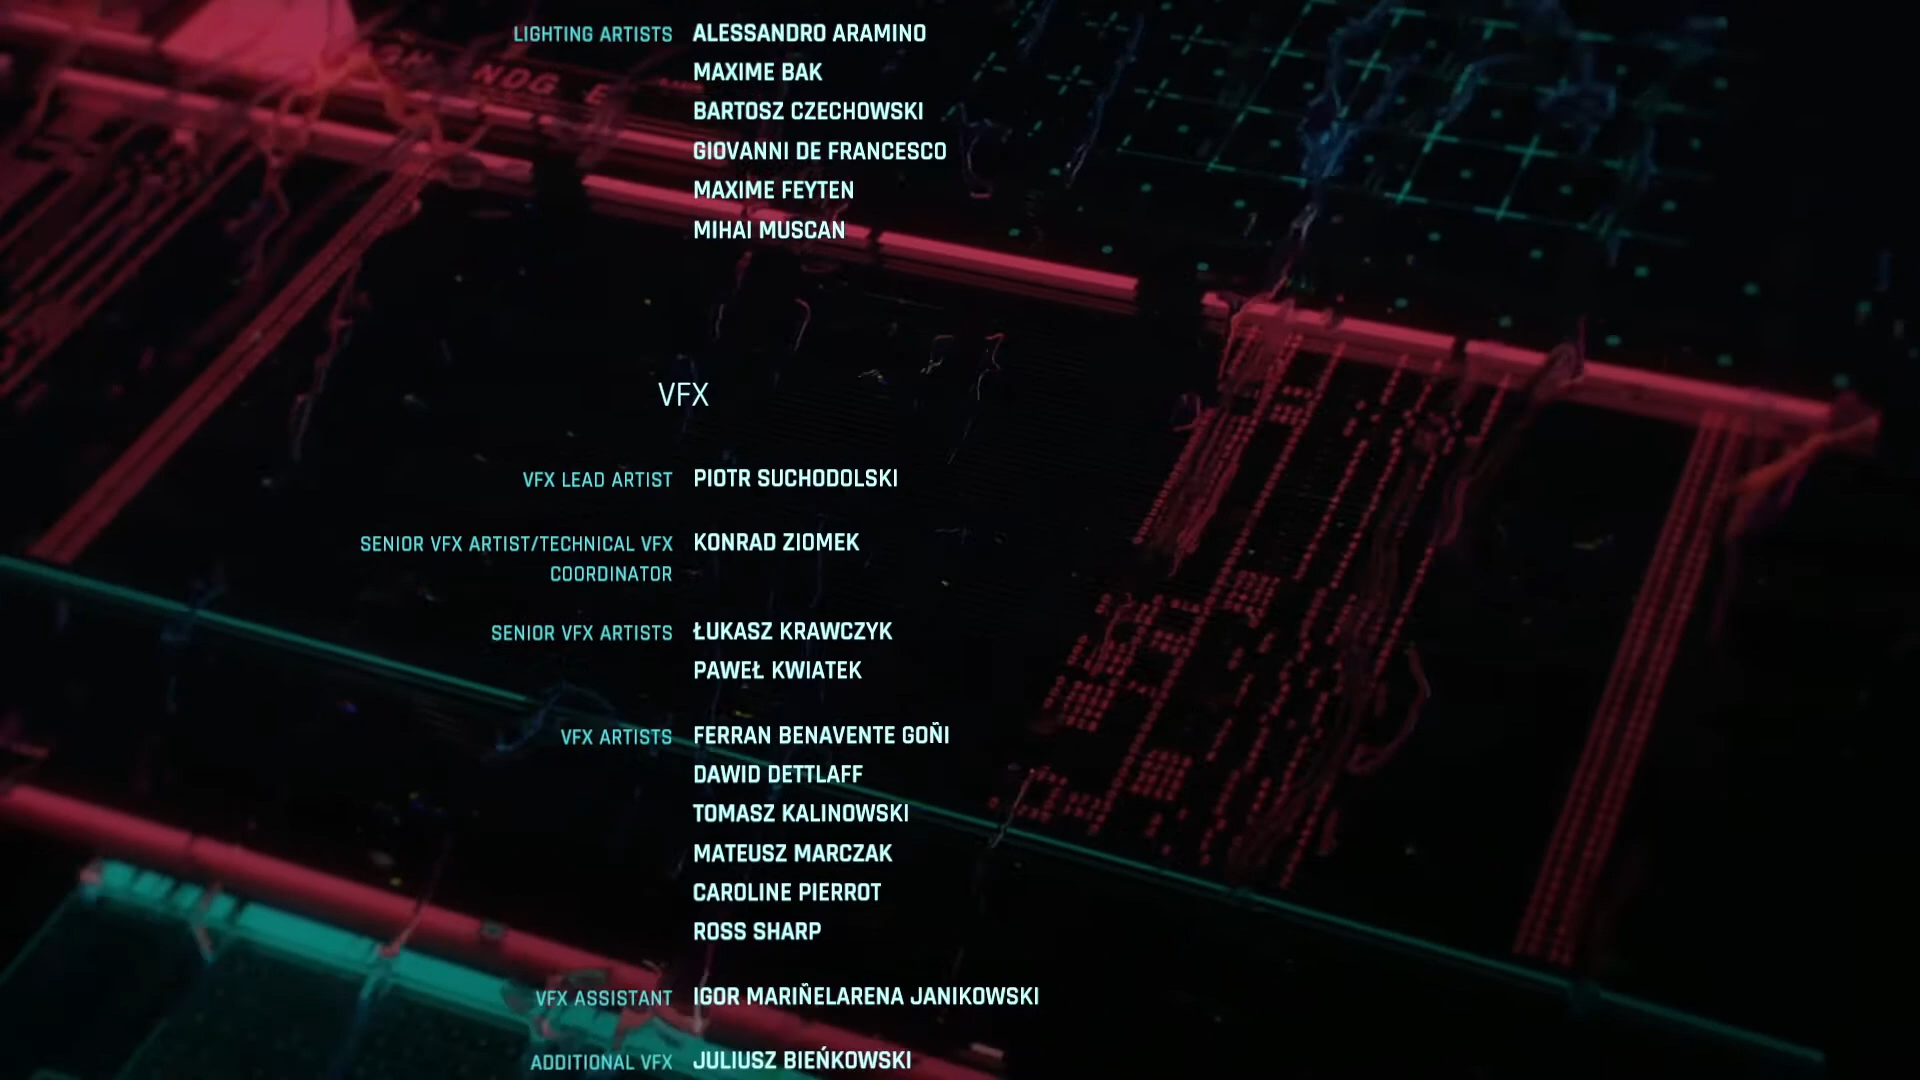 LIGHTING ARTISTS ALESSANDRO ARAMINO
MAXIME BAK
BARTOSZ CZECHOWSKI
GIOVANNI DE FRANCESCO
MAXIME FEYTEN
MIHAI MUSCAN
VFX
VFX LEAD ARTIST PIOTR SUCHODOLSKI
SENIOR VFX ARTIST/TECHNICAL VFX KONRAD ZIOMEK
COORDINATOR
SENIOR VFX ARTISTS ŁUKASZ KRAWCZYK
PAWEŁ KWIATEK
VFX ARTISTS FERRAN BENAVENTE GOÑI
DAWID DETTLAFF
TOMASZ KALINOWSKI
MATEUSZ MARCZAK
CAROLINE PIERROT
ROSS SHARP
VFX ASSISTANT IGOR MARIÑELARENA JANIKOWSKI
ADDITIONAL VFX JULIUSZ BIEŃKOWSKI